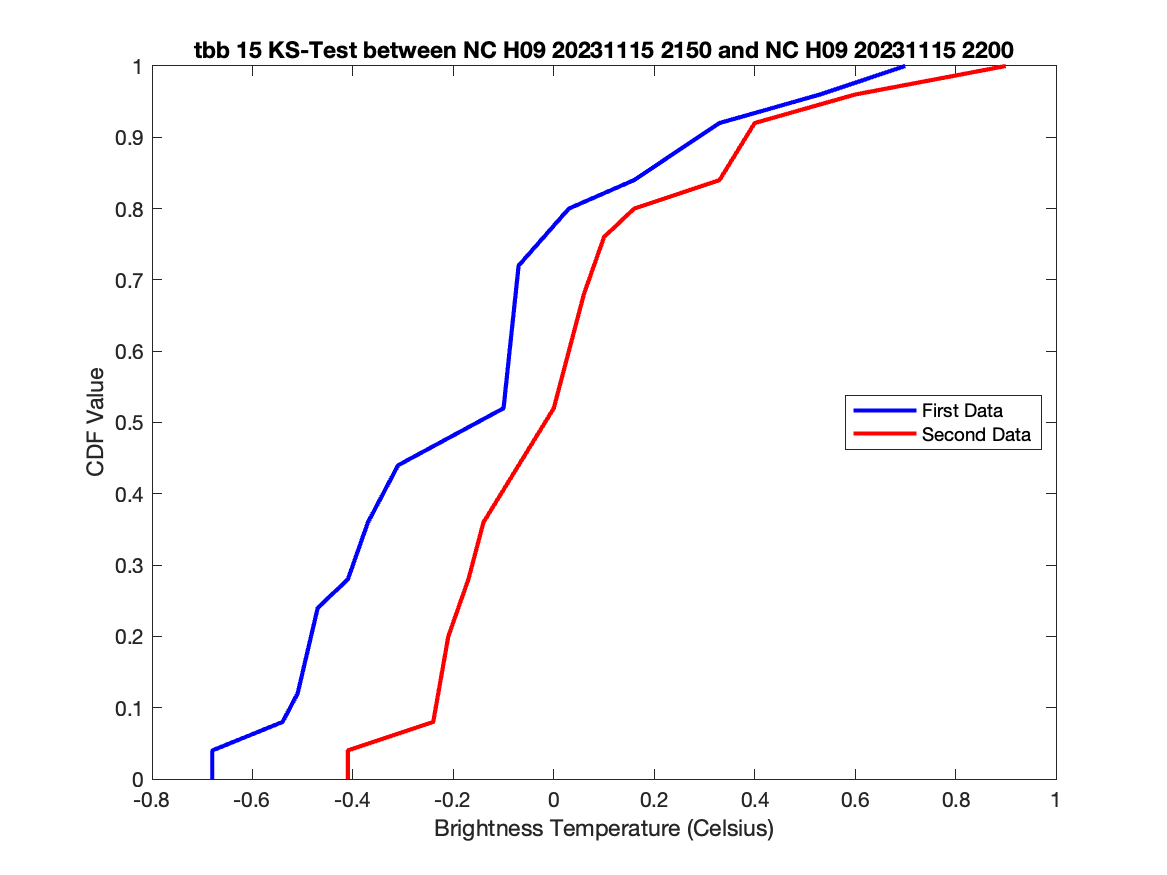 tbb 15 KS-Test between NC H09 20231115 2150 and NC H09 20231115 2200
1
0.9
0.8
0.7
0.6
0.5
0.4
0.3
0.2
0.1
0
CDF Value
First Data
Second Data
-0.8 -0.6 -0.4 -0.2 0 0.2 0.4 0.6 0.8 1
Brightness Temperature (Celsius)